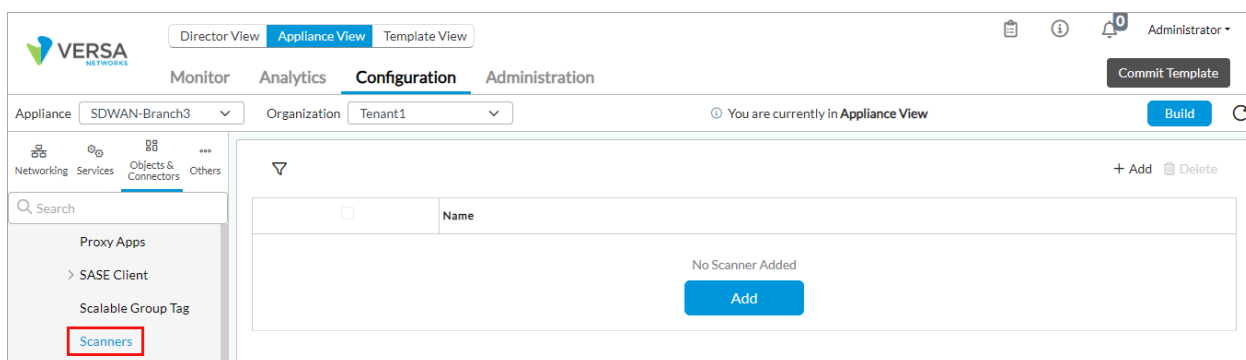 VERSA
NETWORKS
Director View Appliance View Template View
0
Administrator
Monitor Analytics Configuration Administration
Commit Template
Appliance SDWAN-Branch3 Organization Tenant1 You are currently in Appliance View Build
Networking Services Objects & Connectors Others
Search
+ Add Delete
Name
Proxy Apps
SASE Client
Scalable Group Tag
Scanners
No Scanner Added
Add